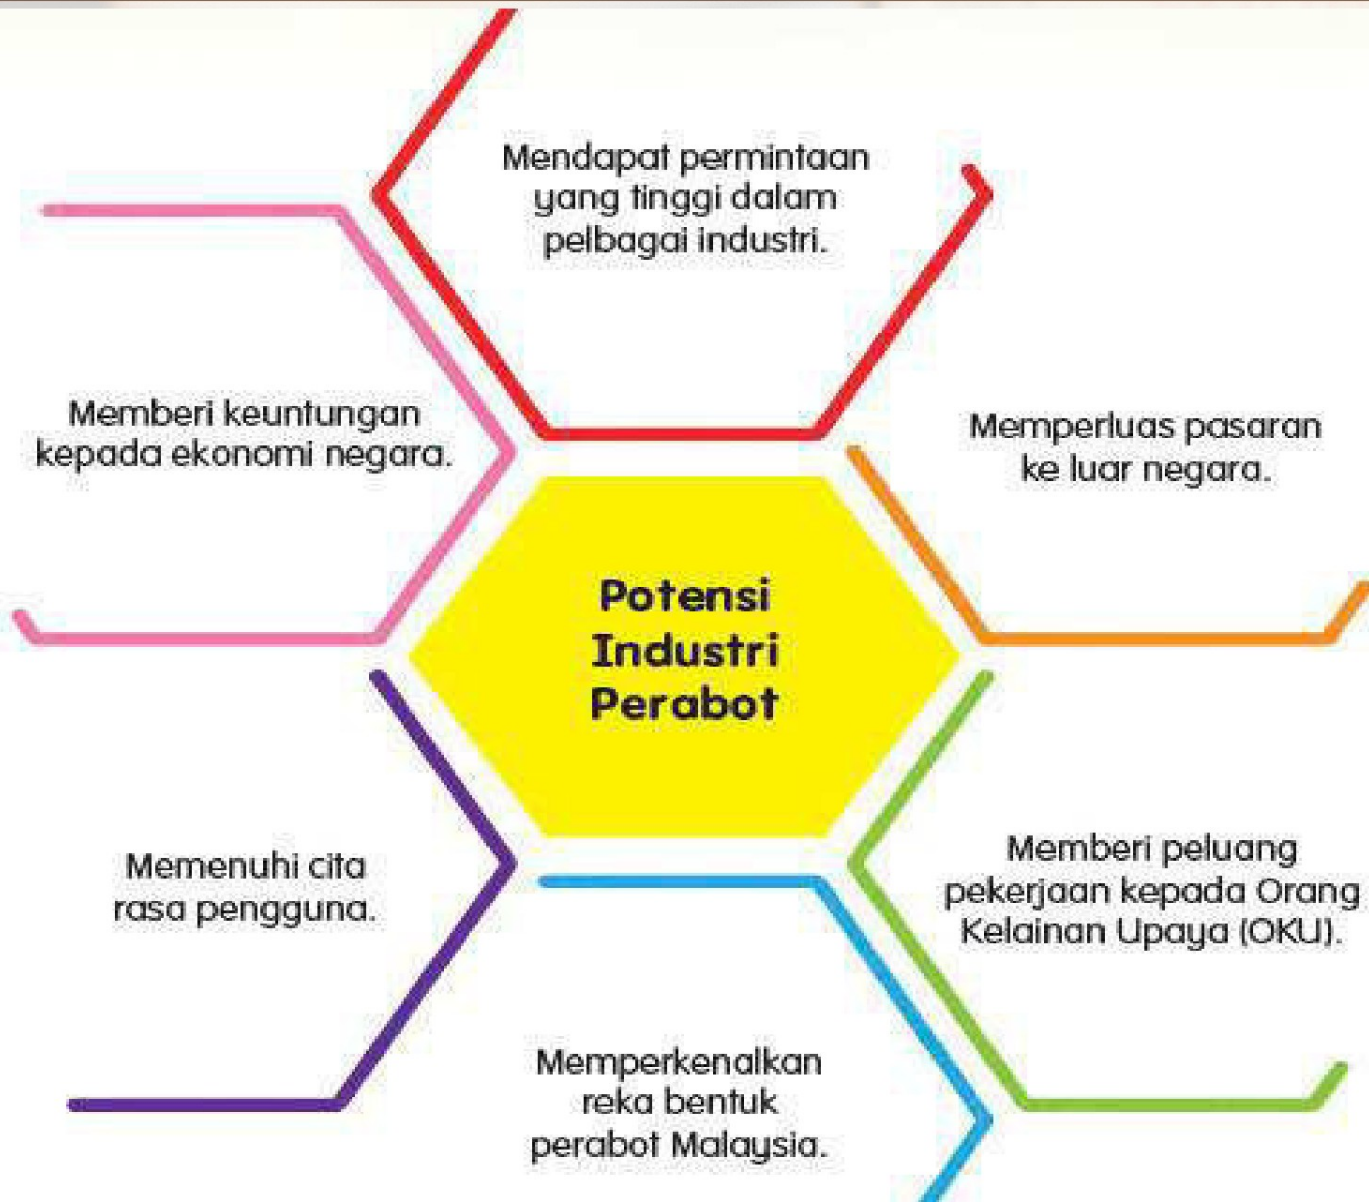 Mendapat permintaan
yang tinggi dalam
pelbagai industri.
Memberi keuntungan
kepada ekonomi negara.
Memperluas pasaran
ke luar negara.
Potensi
Industri
Perabot
Memenuhi cita
rasa pengguna.
Memberi peluang
pekerjaan kepada Orang
Kelainan Upaya (OKU).
Memperkenalkan
reka bentuk
perabot Malaysia.